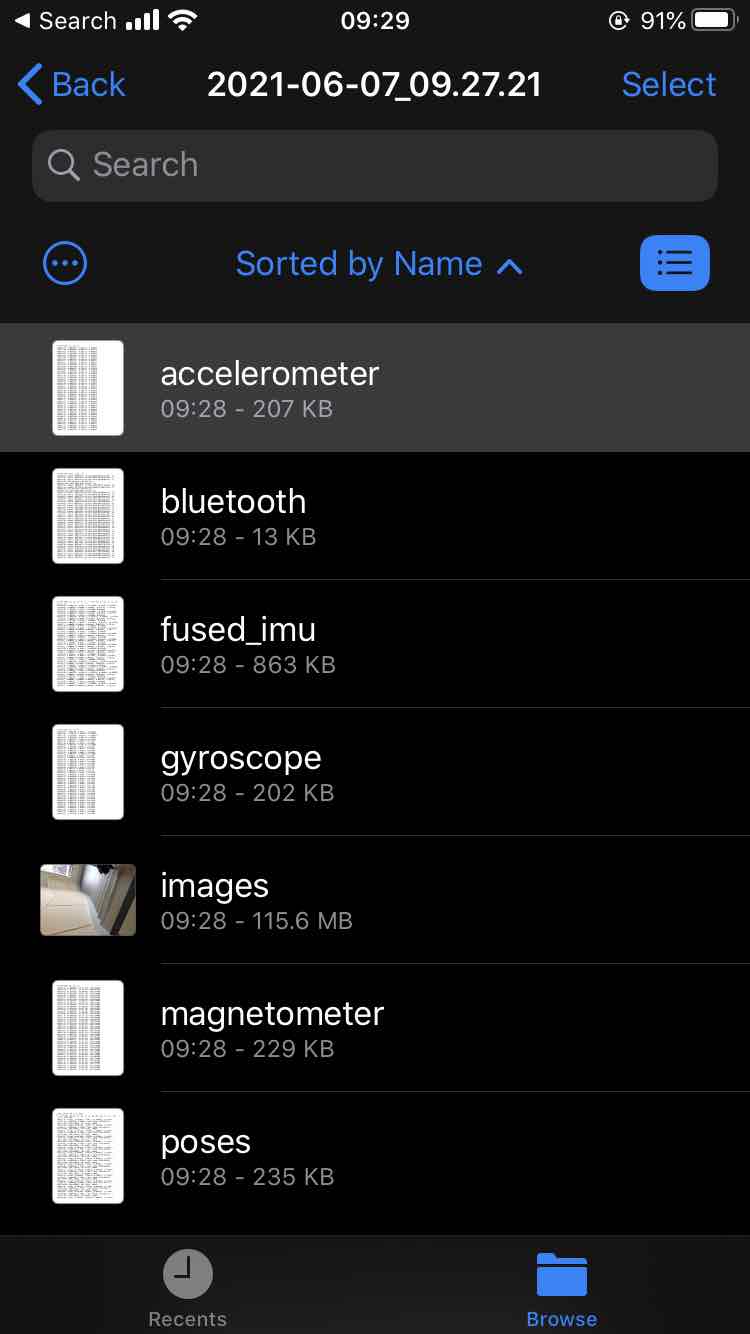 Search
09:29
91%
Back
2021-06-07_09.27.21
Select
Search
Sorted by Name
accelerometer
09:28 - 207 KB
bluetooth
09:28 - 13 KB
fused_imu
09:28 - 863 KB
gyroscope
09:28 - 202 KB
images
09:28 - 115.6 MB
magnetometer
09:28 - 229 KB
poses
09:28 - 235 KB
Recents
Browse